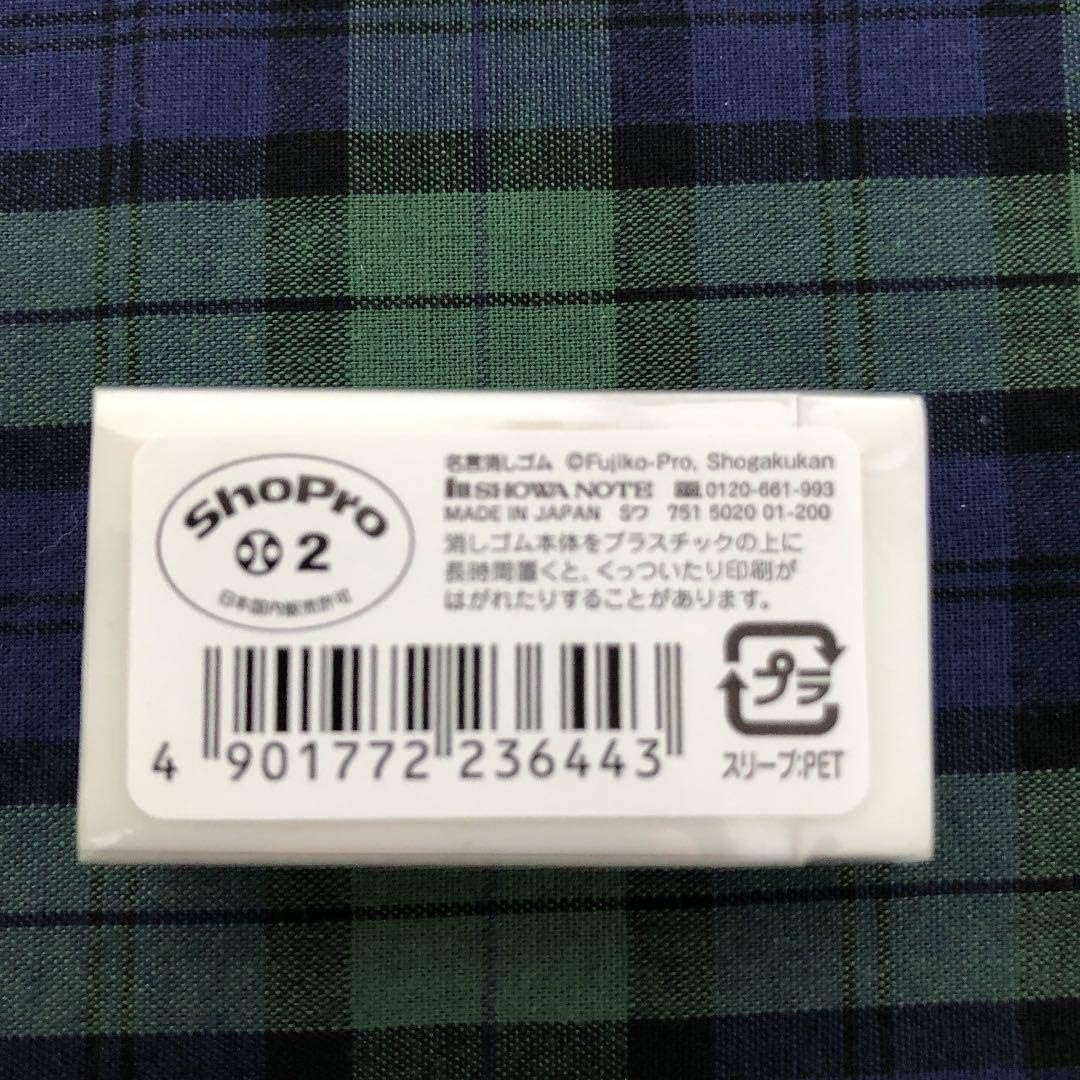 ShoPro
小 2
日本国内販売許可
名言消しゴム ©Fujiko-Pro, Shogakukan
SHOWA NOTE 0120-661-993
MADE IN JAPAN Sワ 751 5020 01-200
消しゴム本体をプラスチックの上に
長時間置くと、くっついたり印刷が
はがれたりすることがあります。
4 901772 236443
プラ
スリーブ:PET